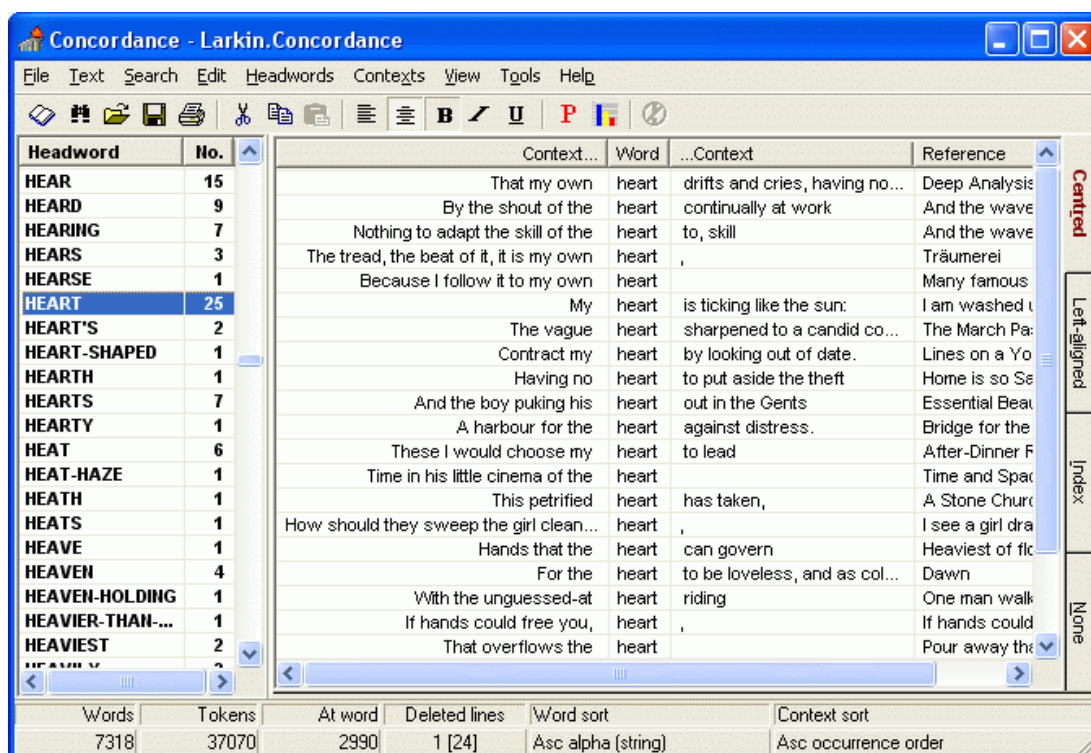 Concordance - Larkin.Concordance
File Text Search Edit Headwords Contexts View Tools Help
B I U P
Headword No.
HEAR 15
HEARD 9
HEARING 7
HEARS 3
HEARSE 1
HEART 25
HEART'S 2
HEART-SHAPED 1
HEARTH 1
HEARTS 7
HEARTY 1
HEAT 6
HEAT-HAZE 1
HEATH 1
HEATS 1
HEAVE 1
HEAVEN 4
HEAVEN-HOLDING 1
HEAVIER-THAN-... 1
HEAVIEST 2
Context... Word ...Context Reference
That my own heart drifts and cries, having no... Deep Analysis
By the shout of the heart continually at work And the wave
Nothing to adapt the skill of the heart to, skill And the wave
The tread, the beat of it, it is my own heart , Träumerei
Because I follow it to my own heart Many famous
My heart is ticking like the sun: I am washed u
The vague heart sharpened to a candid co... The March Pa
Contract my heart by looking out of date. Lines on a Yo
Having no heart to put aside the theft Home is so Sa
And the boy puking his heart out in the Gents Essential Beau
A harbour for the heart against distress. Bridge for the
These I would choose my heart to lead After-Dinner R
Time in his little cinema of the heart Time and Spac
This petrified heart has taken, A Stone Churc
How should they sweep the girl clean... heart , I see a girl dra
Hands that the heart can govern Heaviest of flo
For the heart to be loveless, and as col... Dawn
With the unguessed-at heart riding One man walk
If hands could free you, heart , If hands could
That overflows the heart Pour away tha
Centred
Left-aligned
Index
None
Words Tokens At word Deleted lines Word sort Context sort
7318 37070 2990 1 [24] Asc alpha (string) Asc occurrence order